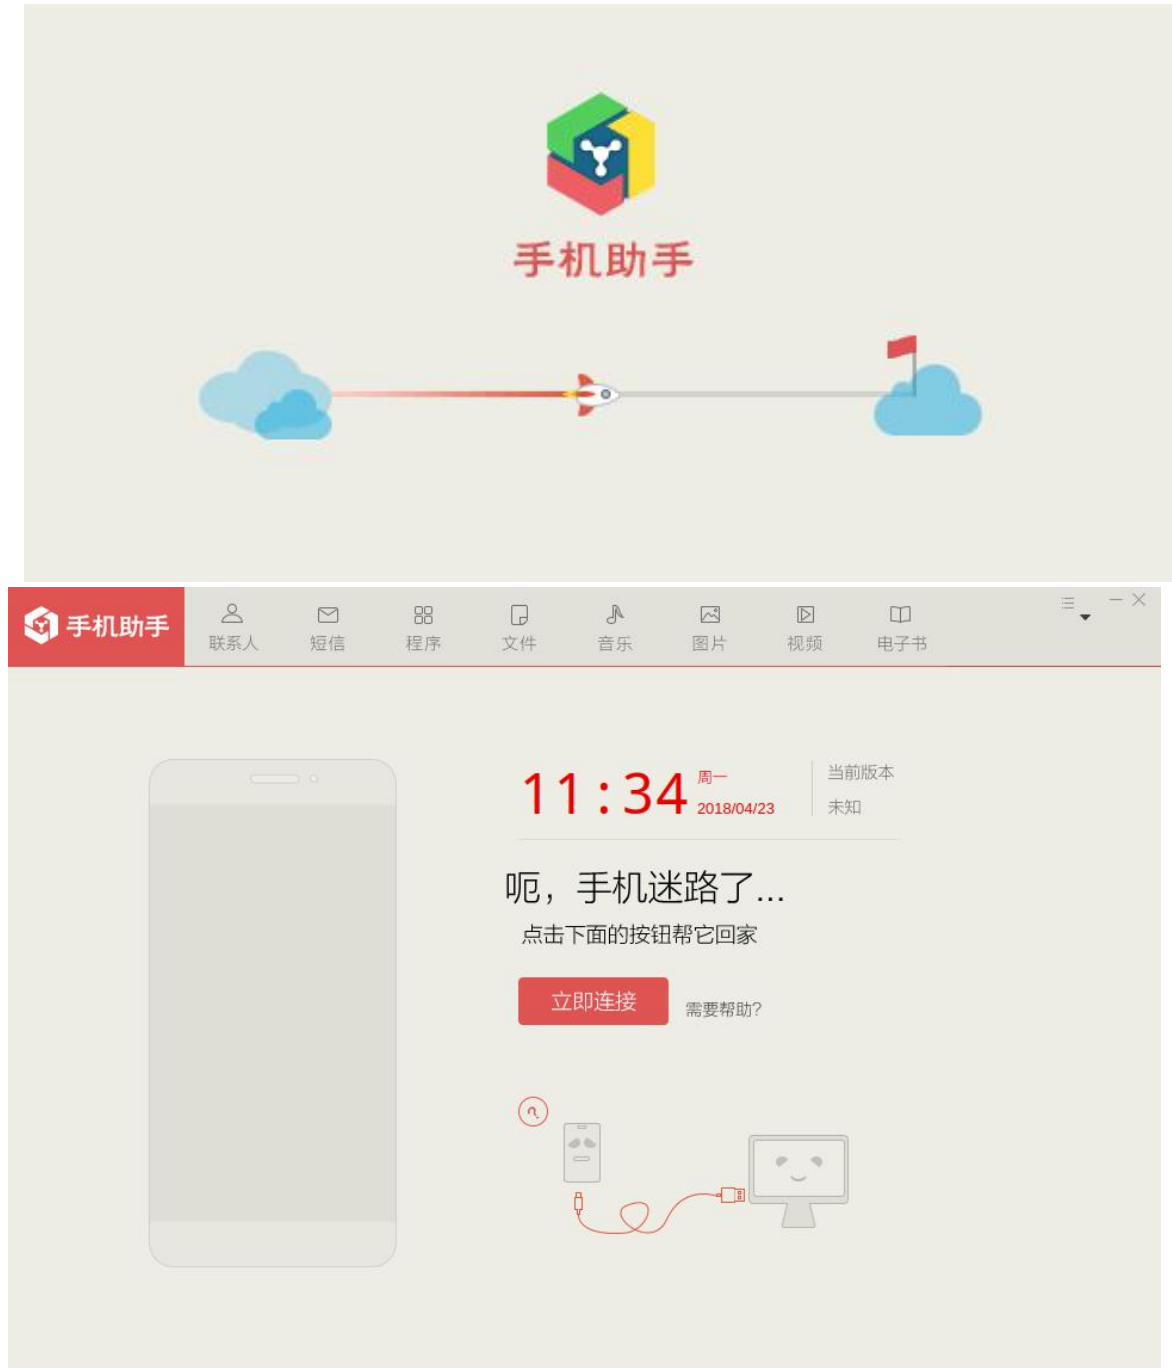 手机助手
手机助手
联系人 短信 程序 文件 音乐 图片 视频 电子书
11:34
周一
2018/04/23
当前版本
未知
呃，手机迷路了...
点击下面的按钮帮它回家
立即连接
需要帮助?